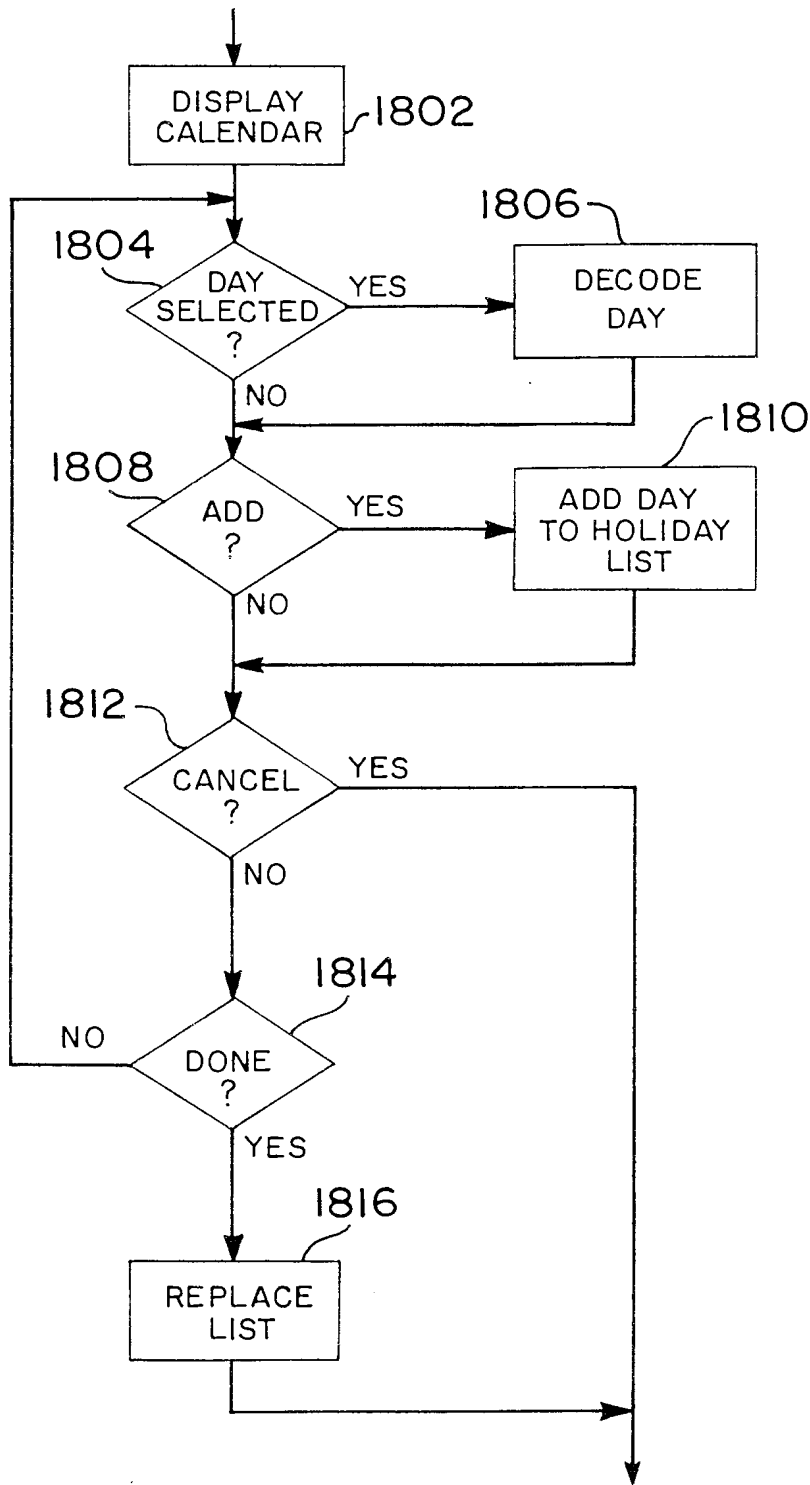 DISPLAY
CALENDAR
1802
1804
DAY
SELECTED
?
YES
NO
1806
DECODE
DAY
1808
ADD
?
YES
NO
1810
ADD DAY
TO HOLIDAY
LIST
1812
CANCEL
?
YES
NO
1814
DONE
?
NO
YES
1816
REPLACE
LIST